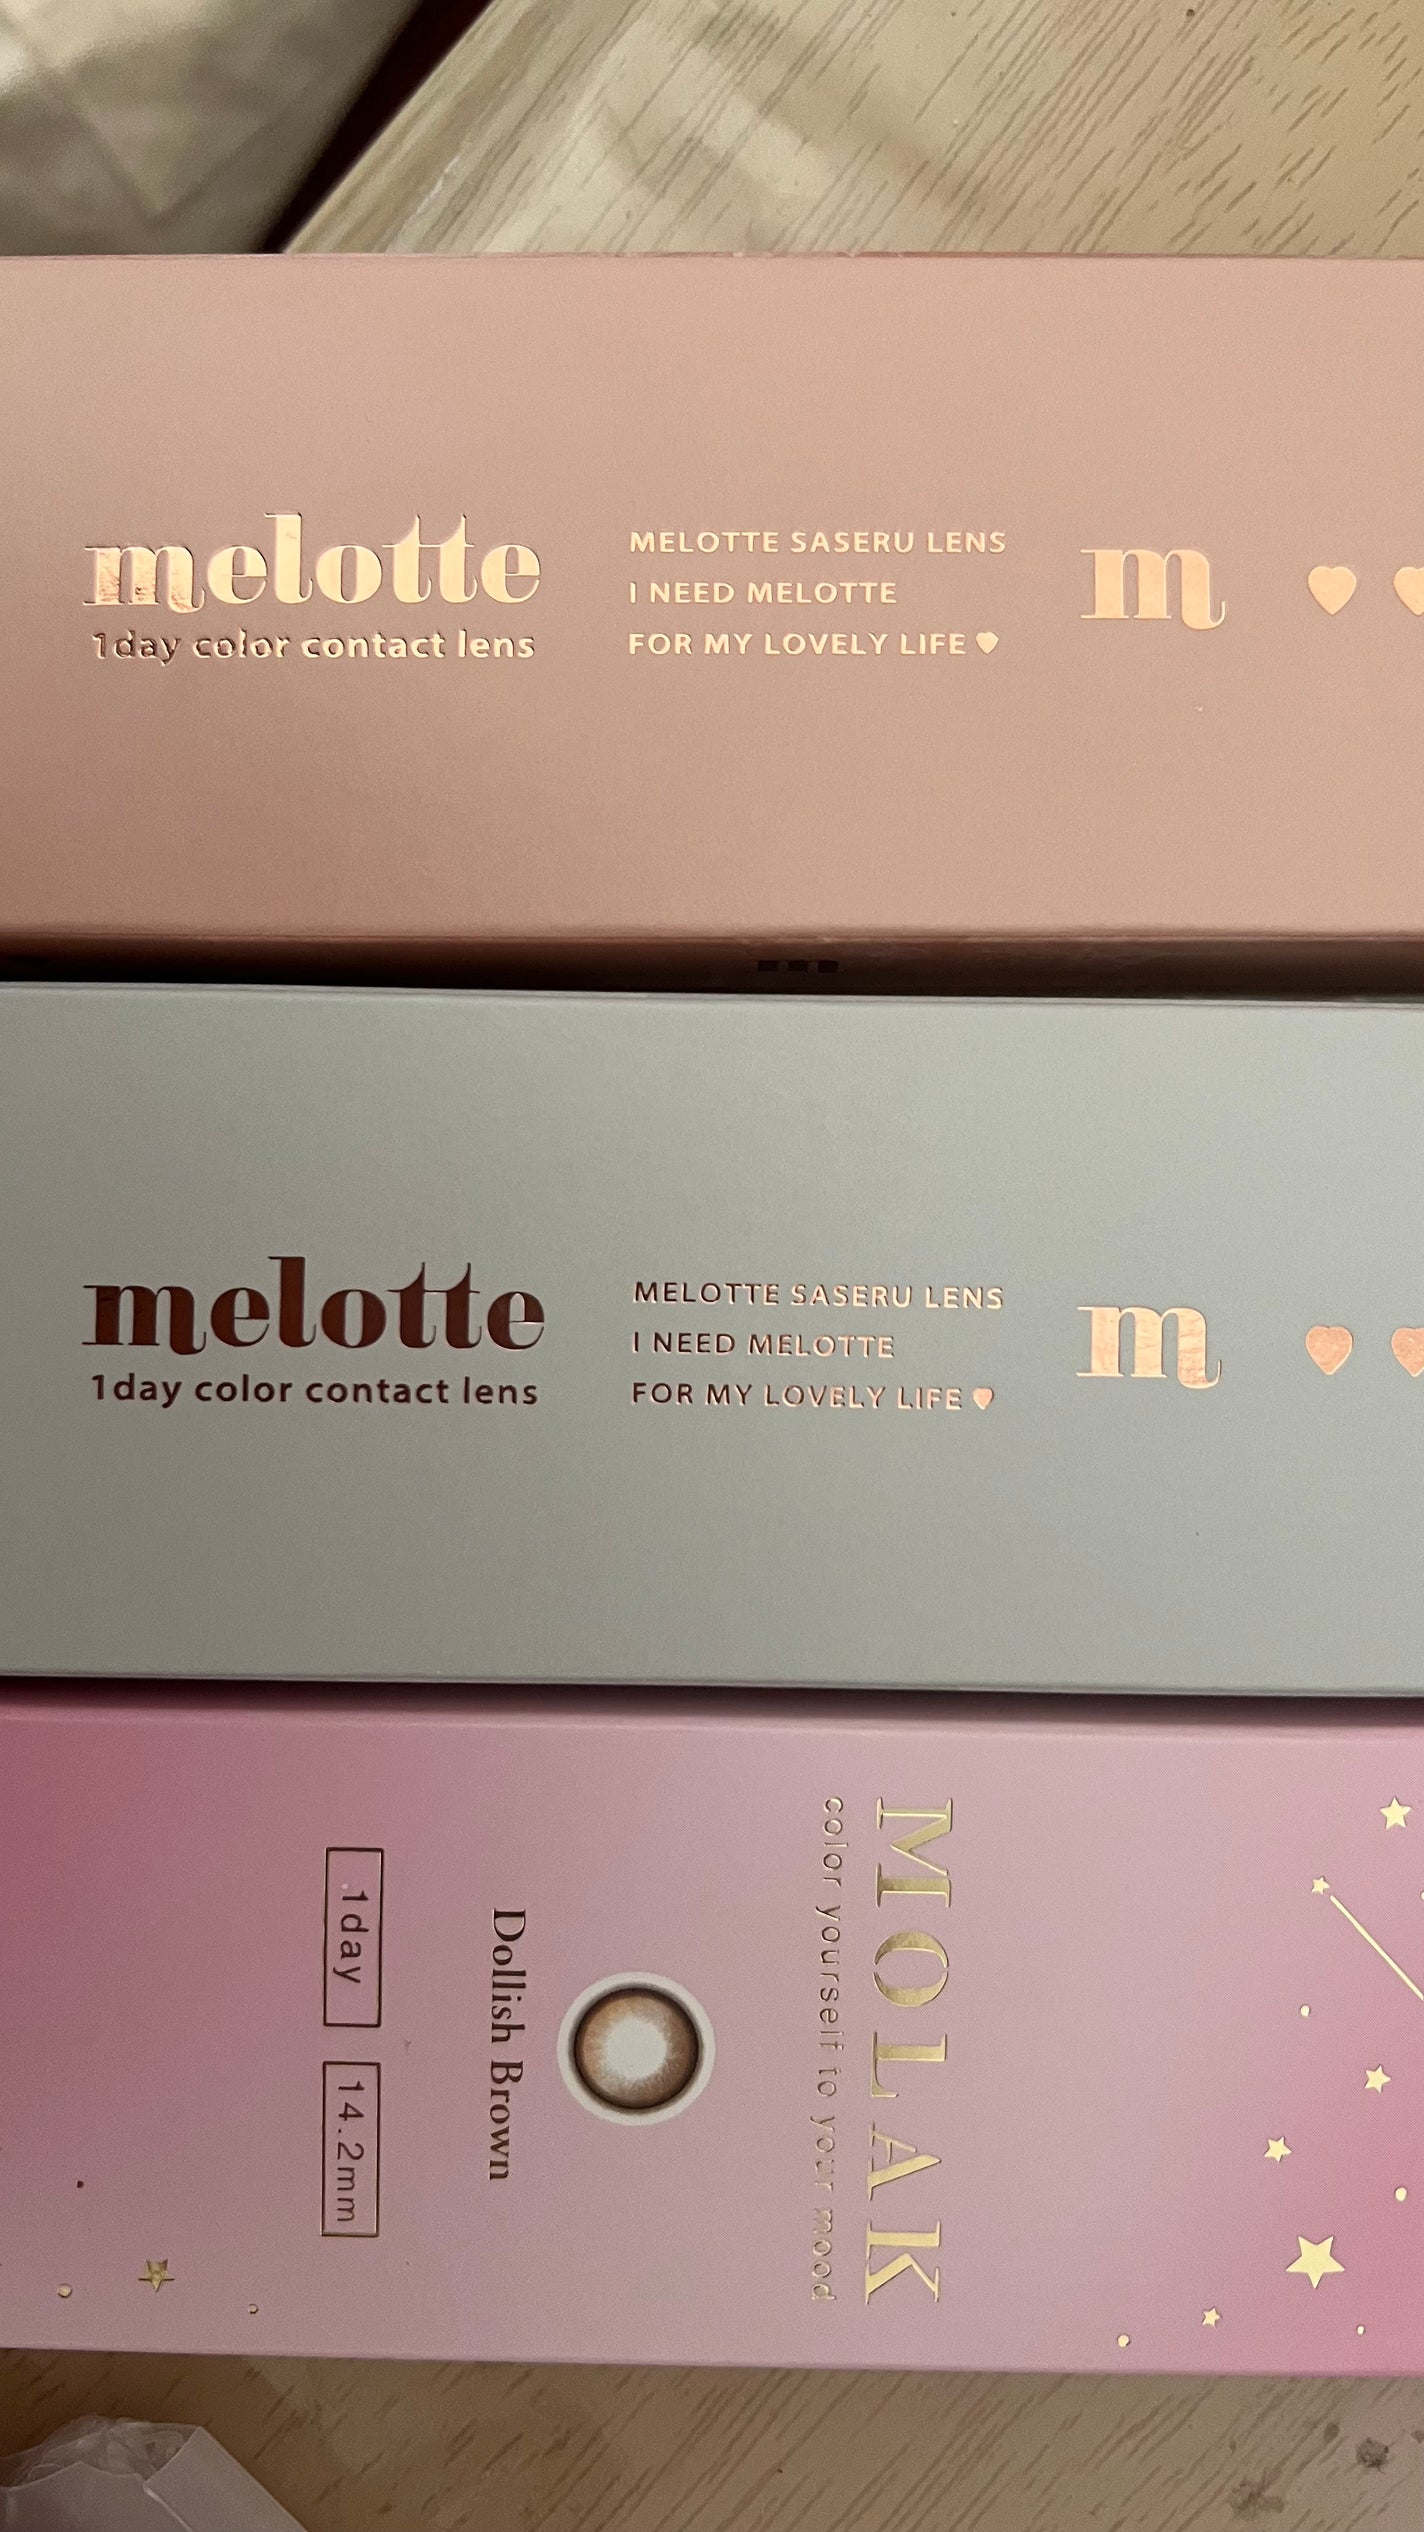 melotte
1day color contact lens
MELOTTE SASERU LENS
I NEED MELOTTE
FOR MY LOVELY LIFE
m
melotte
1day color contact lens
MELOTTE SASERU LENS
I NEED MELOTTE
FOR MY LOVELY LIFE
m
MOLAK
color yourself to your mood
Dollish Brown
1day 14.2mm